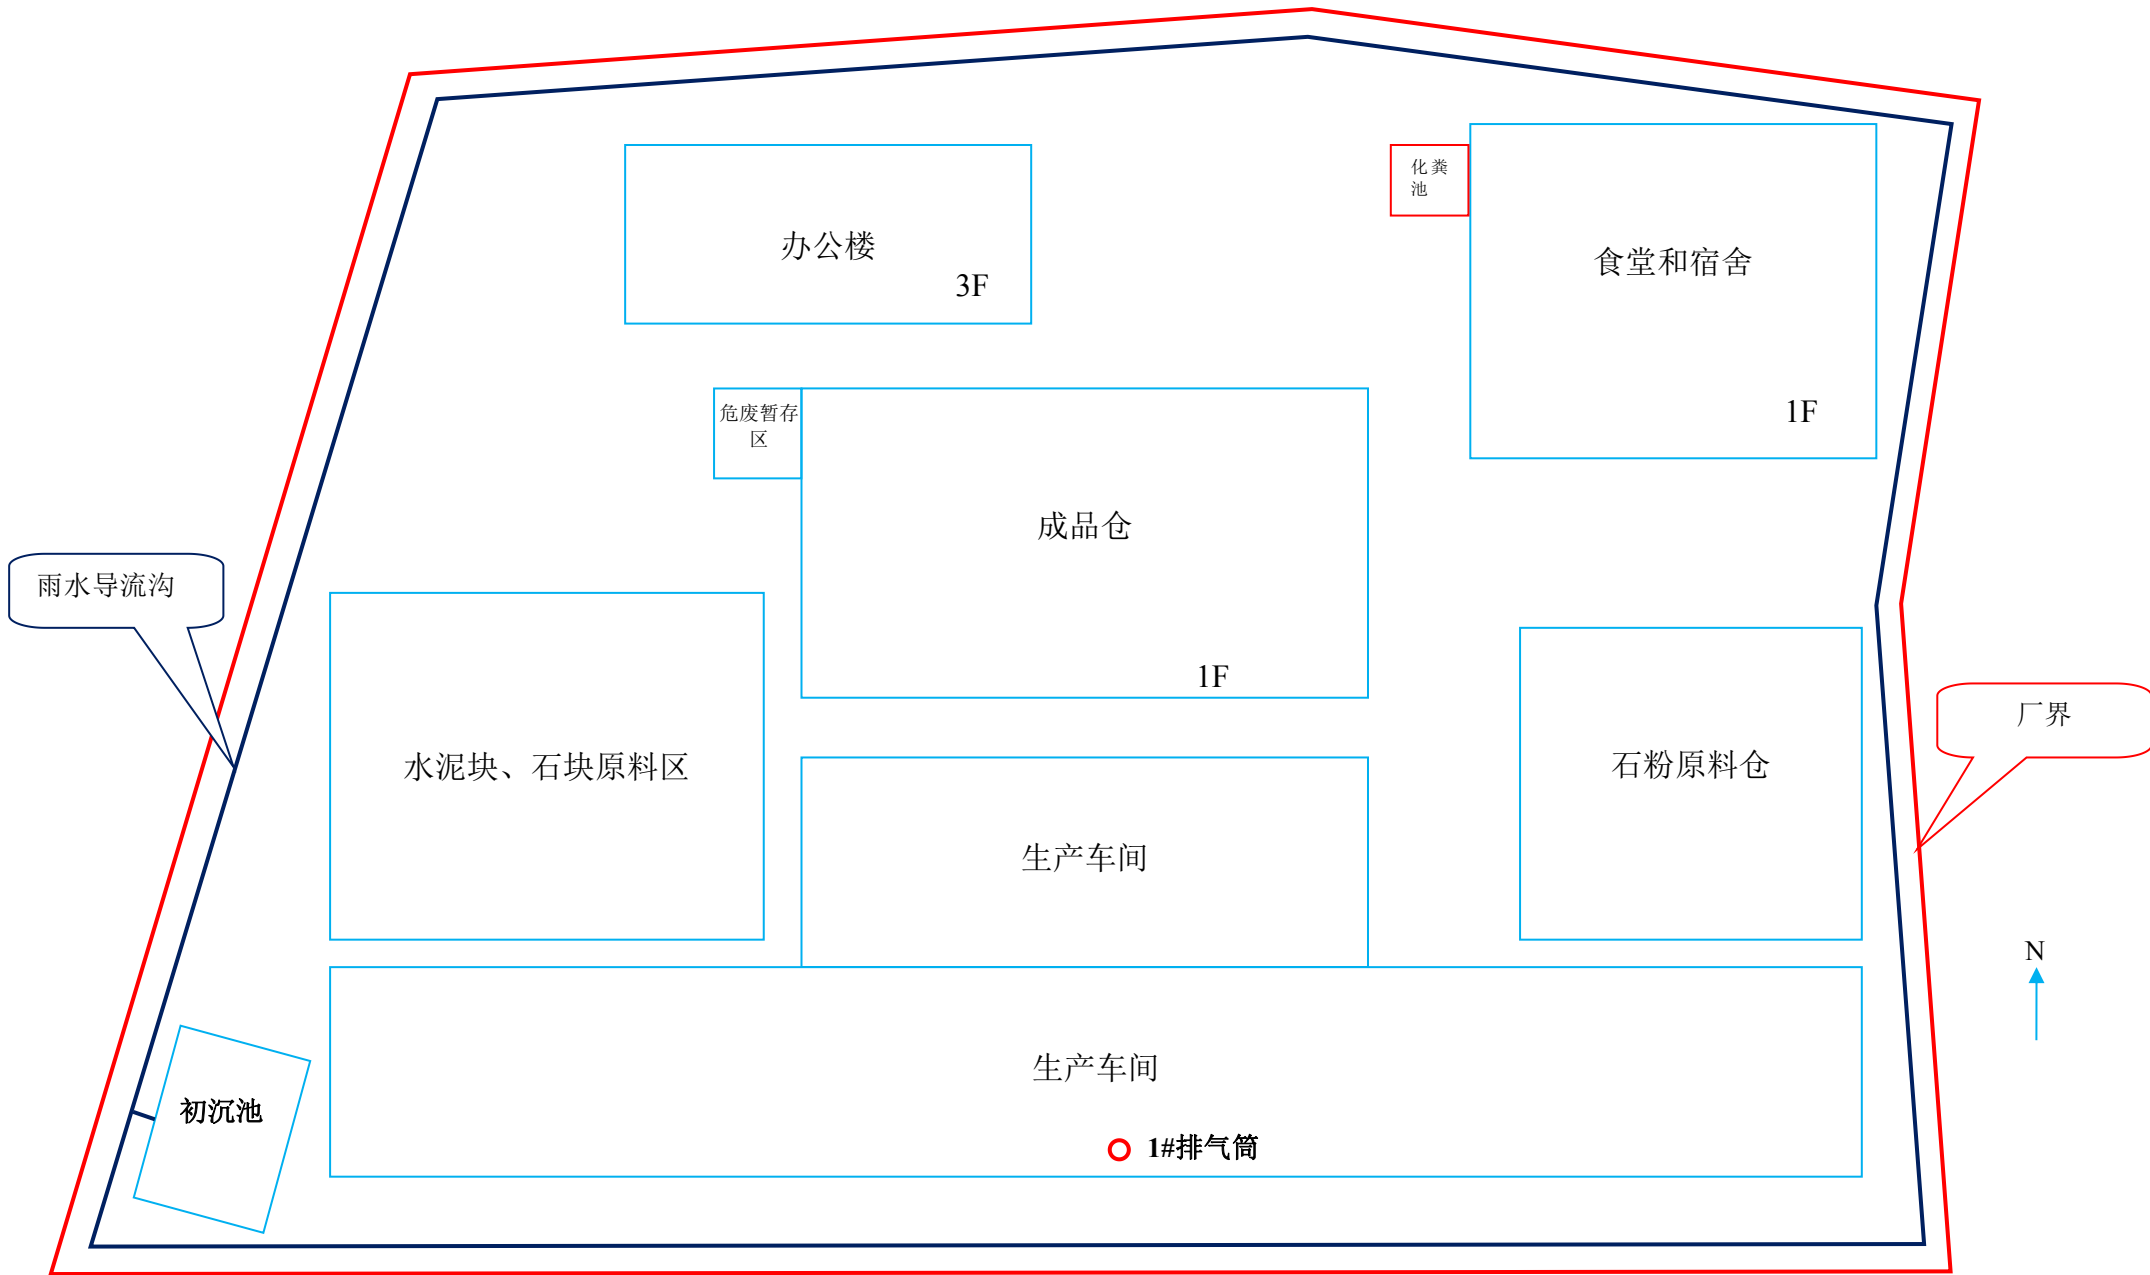 化粪
池
办公楼
3F
食堂和宿舍
1F
危废暂存
区
成品仓
1F
雨水导流沟
水泥块、石块原料区
石粉原料仓
厂界
生产车间
N
生产车间
初沉池
1#排气筒